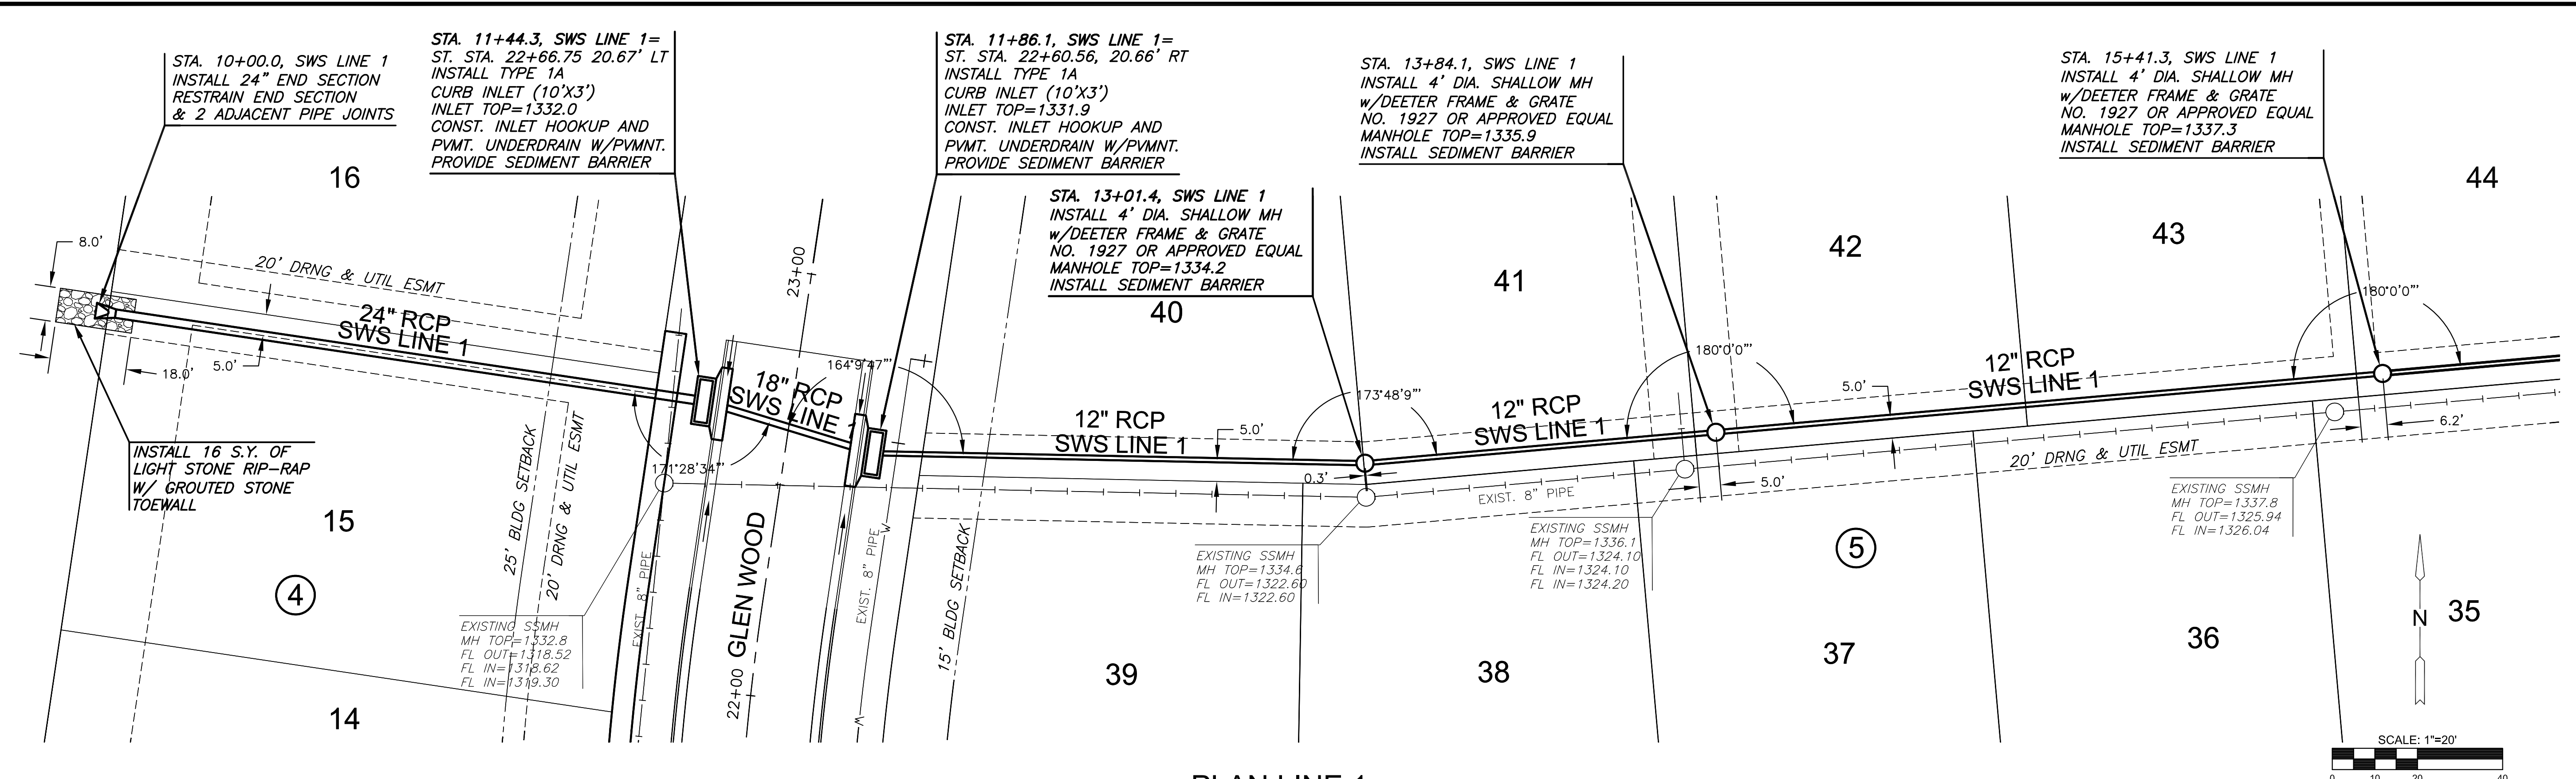 STA. 10+00.0, SWS LINE 1
INSTALL 24" END SECTION
RESTRAIN END SECTION
& 2 ADJACENT PIPE JOINTS
STA. 11+44.3, SWS LINE 1=
ST. STA. 22+66.75 20.67' LT
INSTALL TYPE 1A
CURB INLET (10'X3')
INLET TOP=1332.0
CONST. INLET HOOKUP AND
PVMT. UNDERDRAIN W/PVMNT.
PROVIDE SEDIMENT BARRIER
STA. 11+86.1, SWS LINE 1=
ST. STA. 22+60.56, 20.66' RT
INSTALL TYPE 1A
CURB INLET (10'X3')
INLET TOP=1331.9
CONST. INLET HOOKUP AND
PVMT. UNDERDRAIN W/PVMNT.
PROVIDE SEDIMENT BARRIER
STA. 13+01.4, SWS LINE 1
INSTALL 4' DIA. SHALLOW MH
w/DEETER FRAME & GRATE
NO. 1927 OR APPROVED EQUAL
MANHOLE TOP=1334.2
INSTALL SEDIMENT BARRIER
STA. 13+84.1, SWS LINE 1
INSTALL 4' DIA. SHALLOW MH
w/DEETER FRAME & GRATE
NO. 1927 OR APPROVED EQUAL
MANHOLE TOP=1335.9
INSTALL SEDIMENT BARRIER
STA. 15+41.3, SWS LINE 1
INSTALL 4' DIA. SHALLOW MH
w/DEETER FRAME & GRATE
NO. 1927 OR APPROVED EQUAL
MANHOLE TOP=1337.3
INSTALL SEDIMENT BARRIER
16
40
41
42
43
44
8.0'
20' DRNG & UTIL ESMT
24" RCP
SWS LINE 1
18.0'
5.0'
23+00
18" RCP
SWS LINE 1
164°9'47"'
171°28'34"'
12" RCP
SWS LINE 1
5.0'
0.3'
173°48'9"'
12" RCP
SWS LINE 1
180°0'0"'
5.0'
5.0'
12" RCP
SWS LINE 1
180°0'0"'
6.2'
INSTALL 16 S.Y. OF
LIGHT STONE RIP-RAP
W/ GROUTED STONE
TOEWALL
15
4
14
25' BLDG SETBACK
20' DRNG & UTIL ESMT
EXIST. 8" PIPE
22+00
GLEN WOOD
EXIST. 8" PIPE
W
W
15' BLDG SETBACK
EXIST. 8" PIPE
20' DRNG & UTIL ESMT
EXISTING SSMH
MH TOP=1332.8
FL OUT=1318.52
FL IN=1318.62
FL IN=1319.30
EXISTING SSMH
MH TOP=1334.6
FL OUT=1322.60
FL IN=1322.60
EXISTING SSMH
MH TOP=1336.1
FL OUT=1324.10
FL IN=1324.10
FL IN=1324.20
EXISTING SSMH
MH TOP=1337.8
FL OUT=1325.94
FL IN=1326.04
39
38
5
37
36
35
N
SCALE: 1"=20'
0 10 20 40
PLAN LINE 1